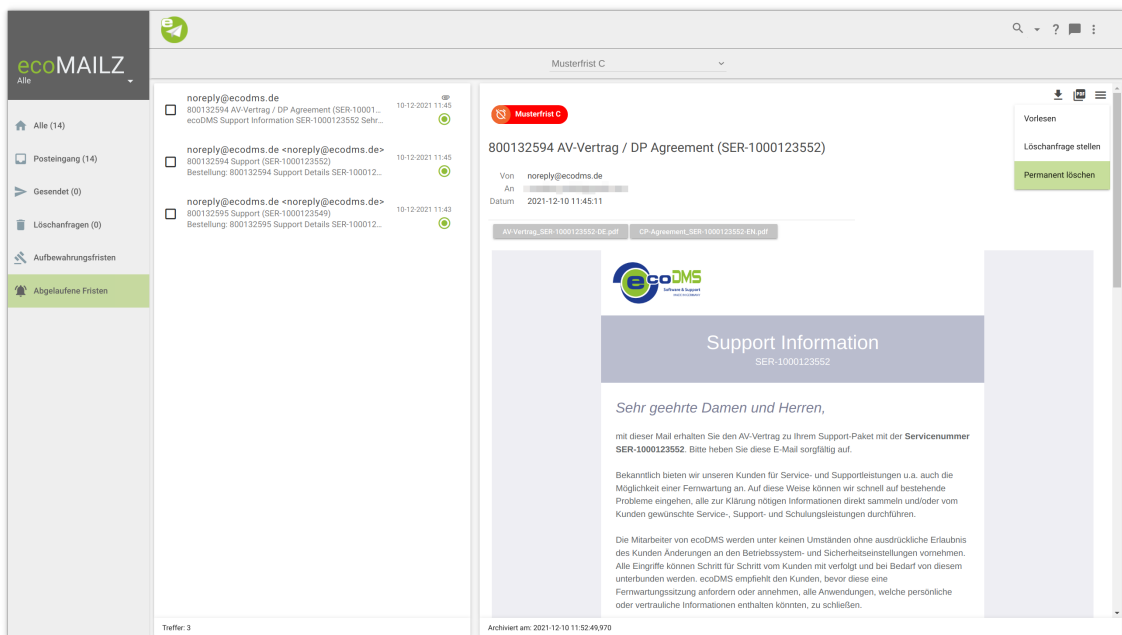 ecoMAILZ
Alle
Musterfrist C
Alle (14)
Posteingang (14)
Gesendet (0)
Löschanfragen (0)
Aufbewahrungsfristen
Abgelaufene Fristen
noreply@ecodms.de
800132594 AV-Vertrag / DP Agreement (SER-10001...
10-12-2021 11:45
ecoDMS Support Information SER-1000123552 Sehr...
noreply@ecodms.de <noreply@ecodms.de>
800132594 Support (SER-1000123552)
10-12-2021 11:45
Bestellung: 800132594 Support Details SER-100012...
noreply@ecodms.de <noreply@ecodms.de>
800132595 Support (SER-1000123549)
10-12-2021 11:43
Bestellung: 800132595 Support Details SER-100012...
Treffer: 3
PDF
Vorlesen
Löschanfrage stellen
Permanent löschen
Musterfrist C
800132594 AV-Vertrag / DP Agreement (SER-1000123552)
Von noreply@ecodms.de
An
Datum 2021-12-10 11:45:11
AV-Vertrag_SER-1000123552-DE.pdf CP-Agreement_SER-1000123552-EN.pdf
ecoDMS
Software & Support
Support Information
SER-1000123552
Sehr geehrte Damen und Herren,
mit dieser Mail erhalten Sie den AV-Vertrag zu Ihrem Support-Paket mit der Servicenummer
SER-1000123552. Bitte heben Sie diese E-Mail sorgfältig auf.
Bekanntlich bieten wir unseren Kunden für Service- und Supportleistungen u.a. auch die
Möglichkeit einer Fernwartung an. Auf diese Weise können wir schnell auf bestehende
Probleme eingehen, alle zur Klärung nötigen Informationen direkt sammeln und/oder vom
Kunden gewünschte Service-, Support- und Schulungsleistungen durchführen.
Die Mitarbeiter von ecoDMS werden unter keinen Umständen ohne ausdrückliche Erlaubnis
des Kunden Änderungen an den Betriebssystem- und Sicherheitseinstellungen vornehmen.
Alle Eingriffe können Schritt für Schritt vom Kunden mit verfolgt und bei Bedarf von diesem
unterbunden werden. ecoDMS empfiehlt den Kunden, bevor diese eine
Fernwartungssitzung anfordern oder annehmen, alle Anwendungen, welche persönliche
oder vertrauliche Informationen enthalten könnten, zu schließen.
Archiviert am: 2021-12-10 11:52:49,970